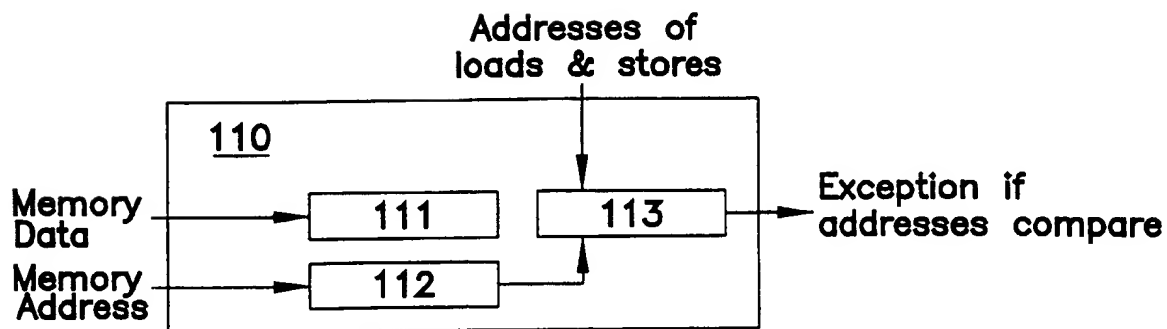 Addresses of
loads & stores
110
Memory
Data
111
113
Exception if
addresses compare
Memory
Address
112